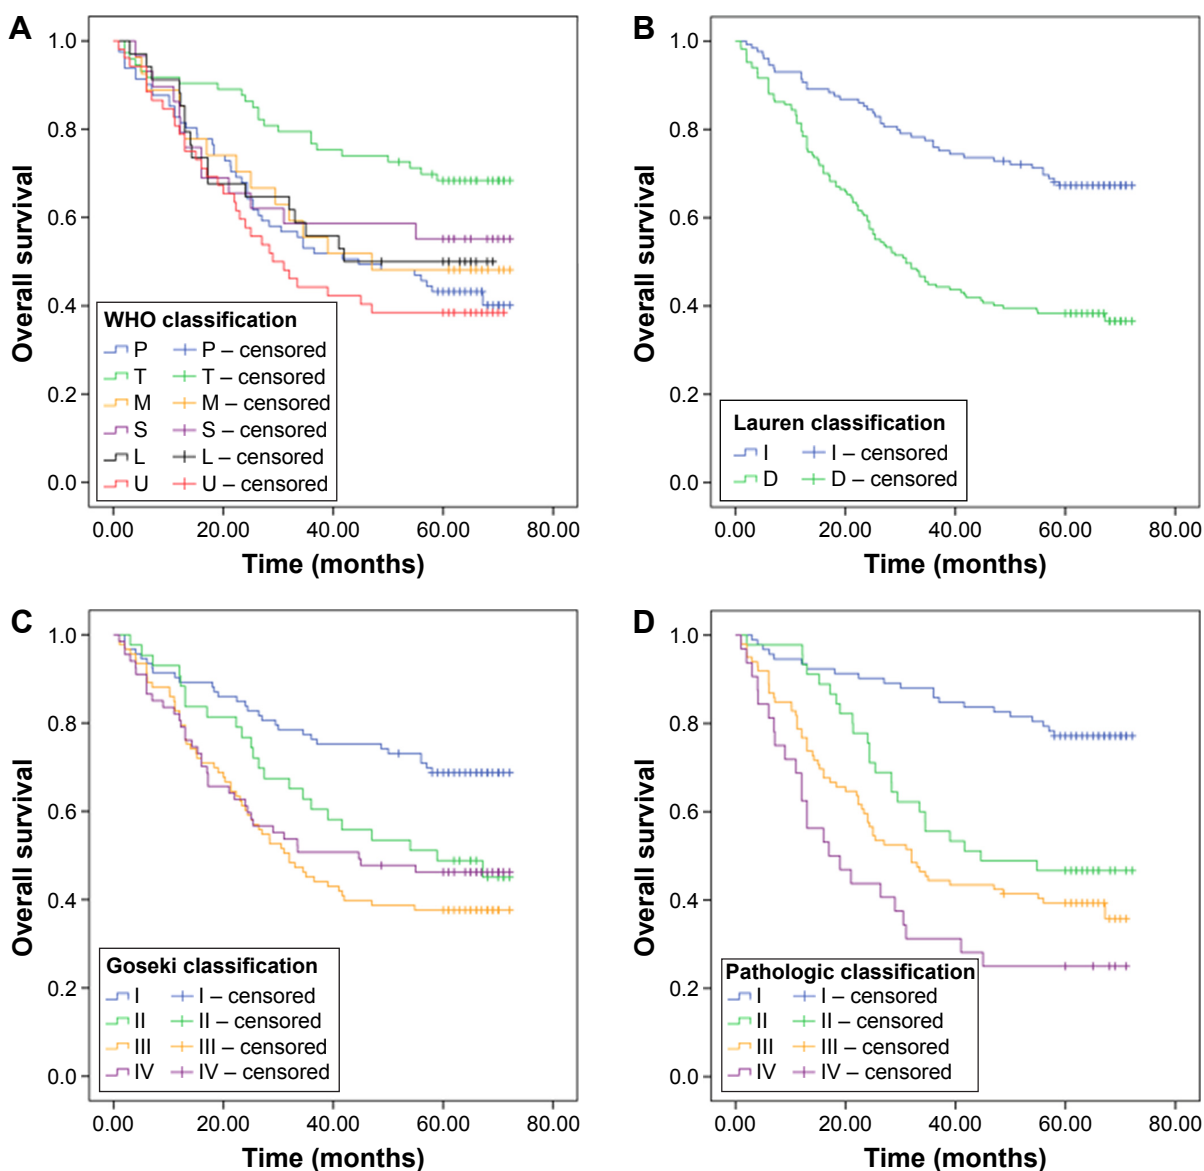 A
1.0
0.8
0.6
0.4
0.2
0.0
Overall survival
WHO classification
P P – censored
T T – censored
M M – censored
S S – censored
L L – censored
U U – censored
0.00 20.00 40.00 60.00 80.00
Time (months)
B
1.0
0.8
0.6
0.4
0.2
0.0
Overall survival
Lauren classification
I I – censored
D D – censored
0.00 20.00 40.00 60.00 80.00
Time (months)
C
1.0
0.8
0.6
0.4
0.2
0.0
Overall survival
Goseki classification
I I – censored
II II – censored
III III – censored
IV IV – censored
0.00 20.00 40.00 60.00 80.00
Time (months)
D
1.0
0.8
0.6
0.4
0.2
0.0
Overall survival
Pathologic classification
I I – censored
II II – censored
III III – censored
IV IV – censored
0.00 20.00 40.00 60.00 80.00
Time (months)